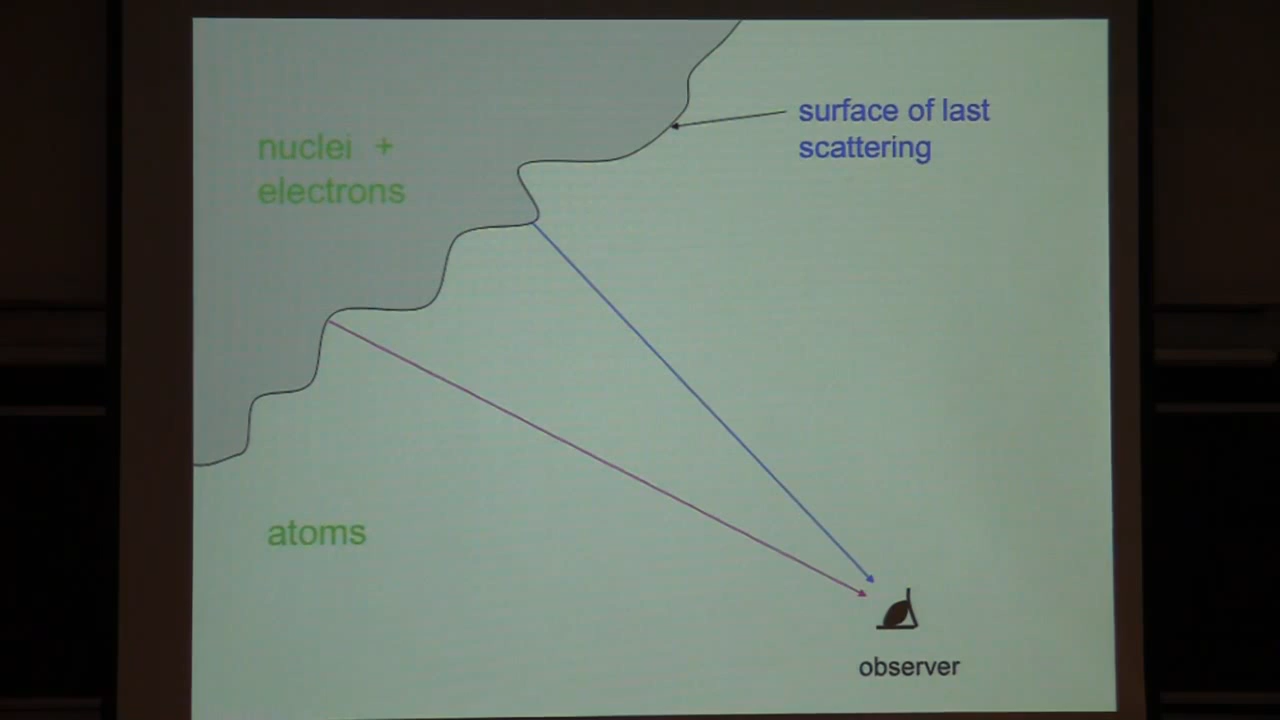 surface of last
scattering
nuclei +
electrons
atoms
observer